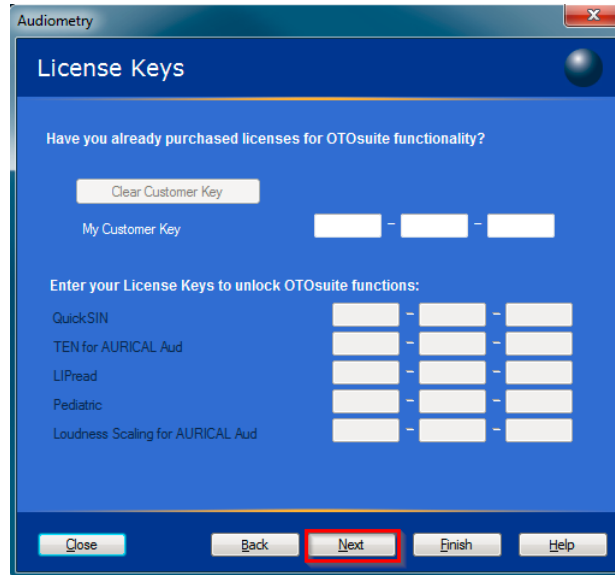 Audiometry
License Keys
Have you already purchased licenses for OTOsuite functionality?
Clear Customer Key
My Customer Key - -
Enter your License Keys to unlock OTOsuite functions:
QuickSIN - -
TEN for AURICAL Aud - -
LIPread - -
Pediatric - -
Loudness Scaling for AURICAL Aud - -
Close Back Next Finish Help